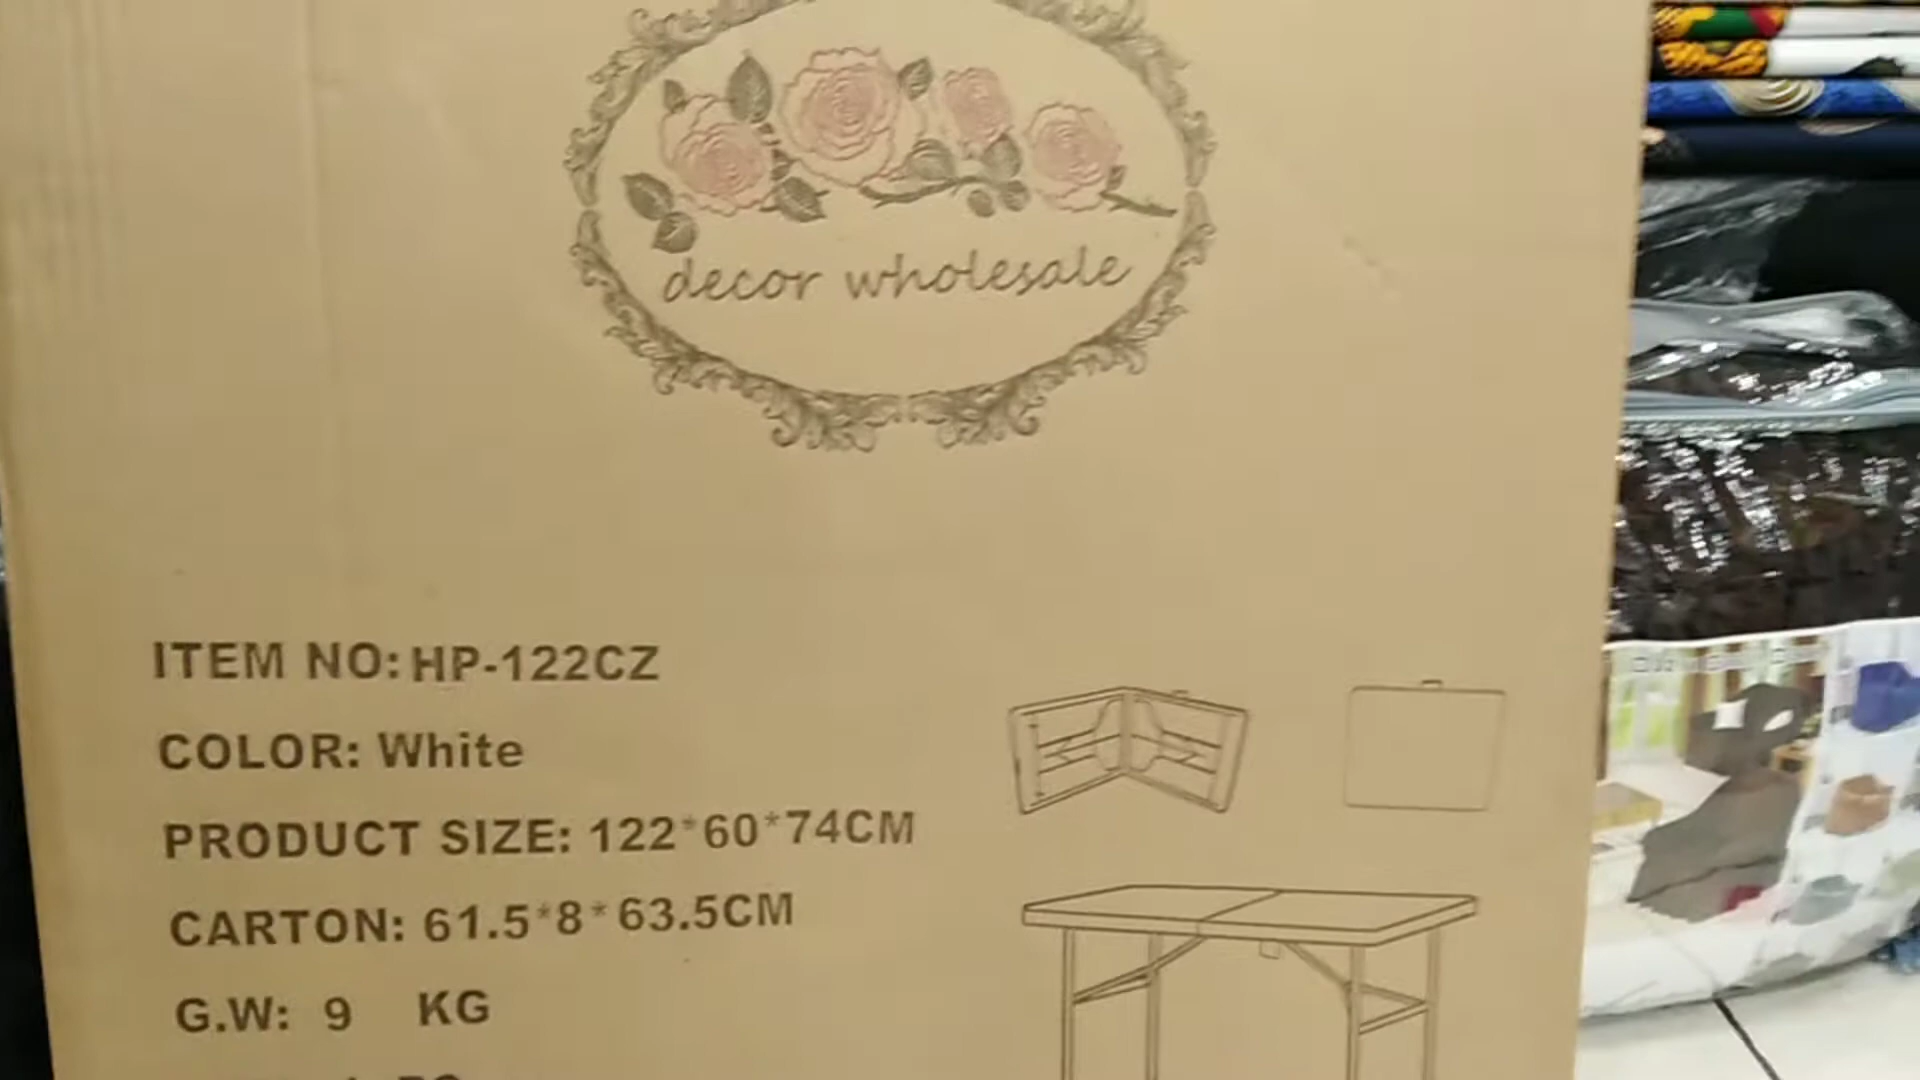 decor wholesale
ITEM NO: HP-122CZ
COLOR: White
PRODUCT SIZE: 122*60*74CM
CARTON: 61.5*8*63.5CM
G.W: 9 KG